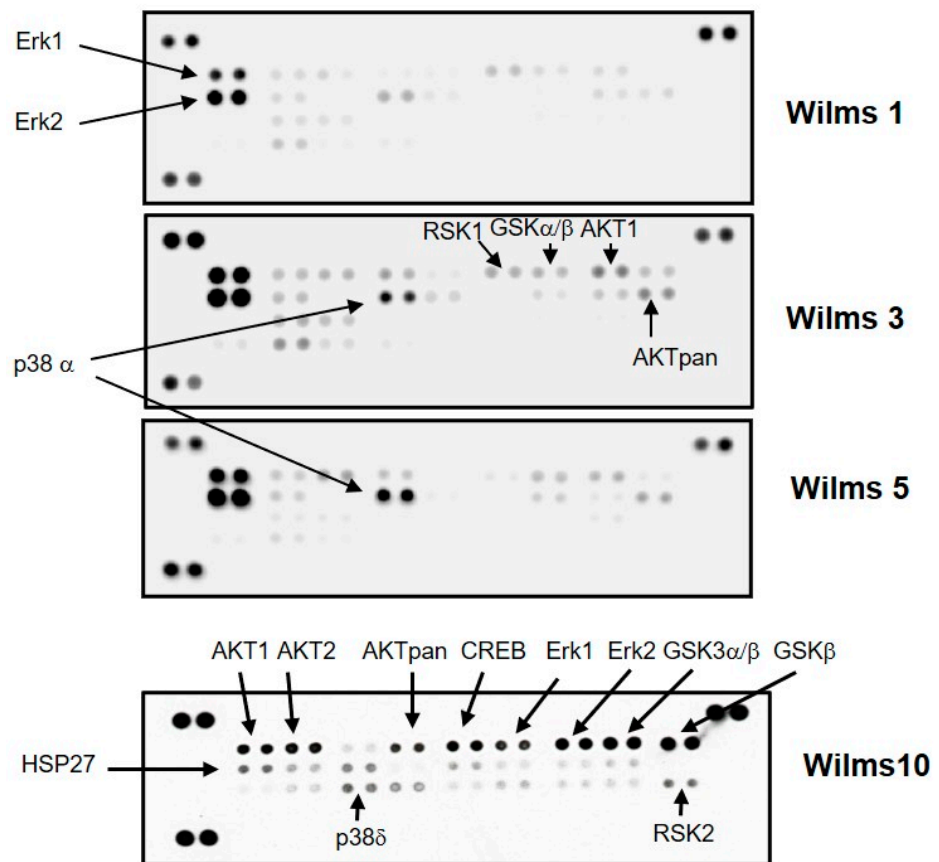 Erk1
Erk2
Wilms 1
RSK1 GSKα/β AKT1
p38 α
AKTpan
Wilms 3
Wilms 5
AKT1 AKT2 AKTpan CREB Erk1 Erk2 GSK3α/β GSKβ
HSP27
p38δ
RSK2
Wilms10